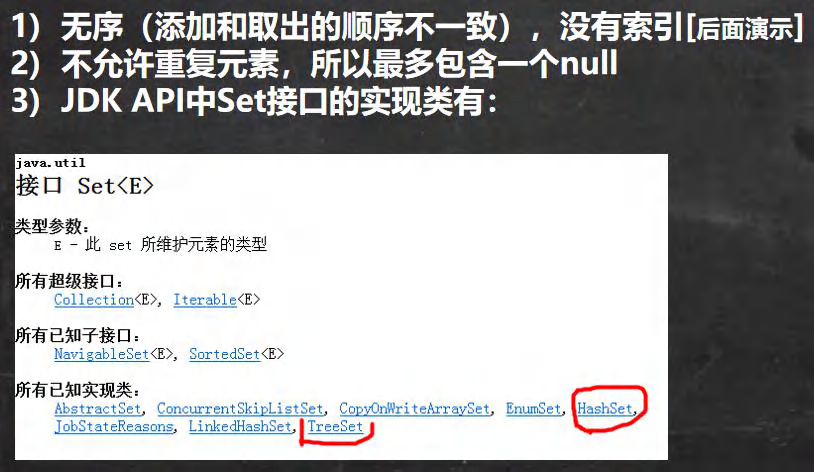 1) 无序（添加和取出的顺序不一致），没有索引[后面演示]
2) 不允许重复元素，所以最多包含一个null
3) JDK API中Set接口的实现类有：
java.util
接口 Set<E>
类型参数：
E - 此 set 所维护元素的类型
所有超级接口：
Collection<E>, Iterable<E>
所有已知子接口：
NavigableSet<E>, SortedSet<E>
所有已知实现类：
AbstractSet, ConcurrentSkipListSet, CopyOnWriteArraySet, EnumSet, HashSet,
JobStateReasons, LinkedHashSet, TreeSet